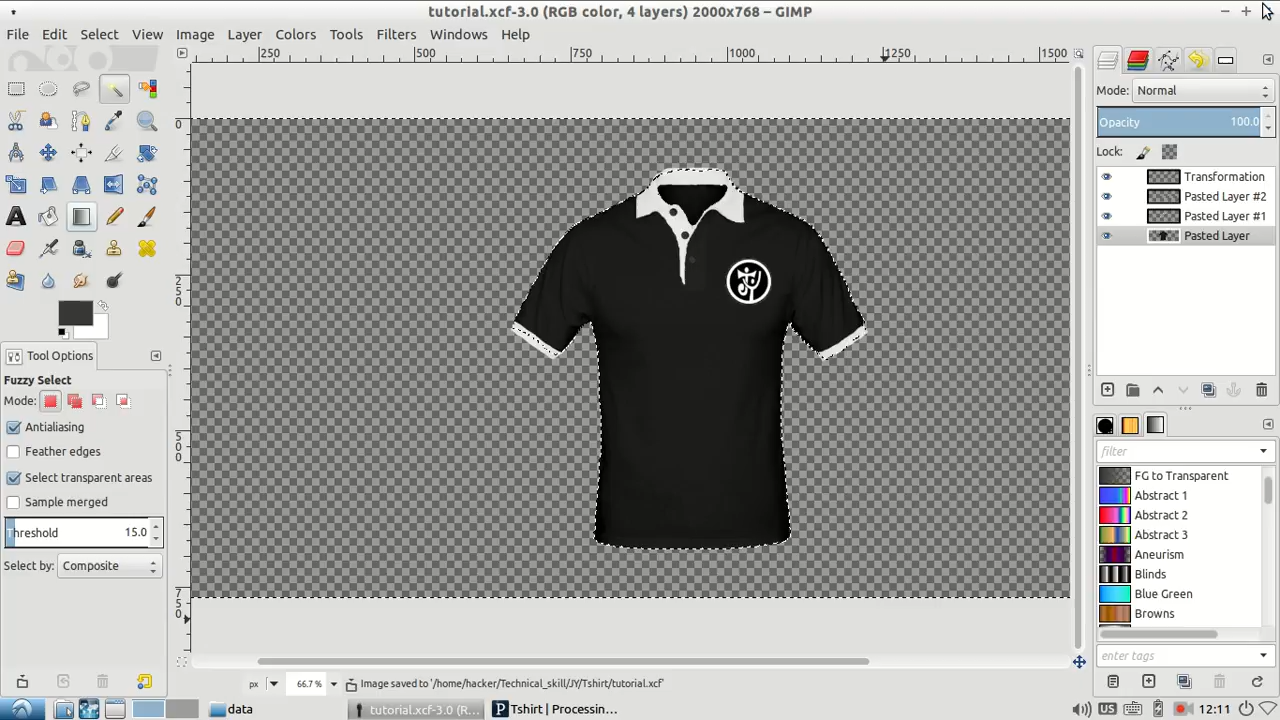 tutorial.xcf-3.0 (RGB color, 4 layers) 2000x768 – GIMP
File Edit Select View Image Layer Colors Tools Filters Windows Help
250 500 750 1000 1250 1500
0
250
500
750
Mode: Normal
Opacity 100.0
Lock:
Transformation
Pasted Layer #2
Pasted Layer #1
Pasted Layer
Tool Options
Fuzzy Select
Mode:
Antialiasing
Feather edges
Select transparent areas
Sample merged
Threshold 15.0
Select by: Composite
filter
FG to Transparent
Abstract 1
Abstract 2
Abstract 3
Aneurism
Blinds
Blue Green
Browns
enter tags
px 66.7 % Image saved to '/home/hacker/Technical_skill/JY/Tshirt/tutorial.xcf'
data tutorial.xcf-3.0 (R... Tshirt | Processin... US 12:11